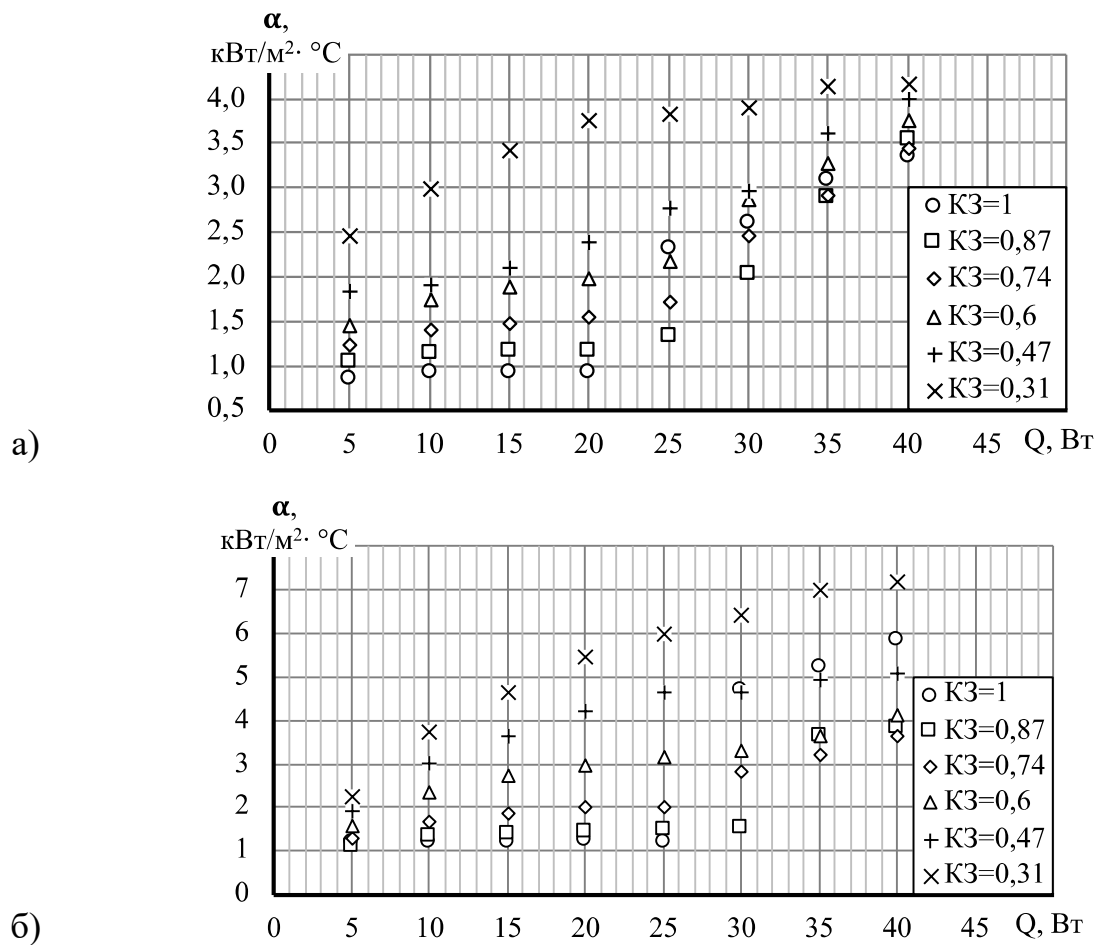 α,
кВт/м²· °С
4,0
3,5
3,0
2,5
2,0
1,5
1,0
0,5
КЗ=1
КЗ=0,87
КЗ=0,74
КЗ=0,6
КЗ=0,47
КЗ=0,31
0 5 10 15 20 25 30 35 40 45 Q, Вт
а)
α,
кВт/м²· °С
7
6
5
4
3
2
1
0
КЗ=1
КЗ=0,87
КЗ=0,74
КЗ=0,6
КЗ=0,47
КЗ=0,31
0 5 10 15 20 25 30 35 40 45 Q, Вт
б)